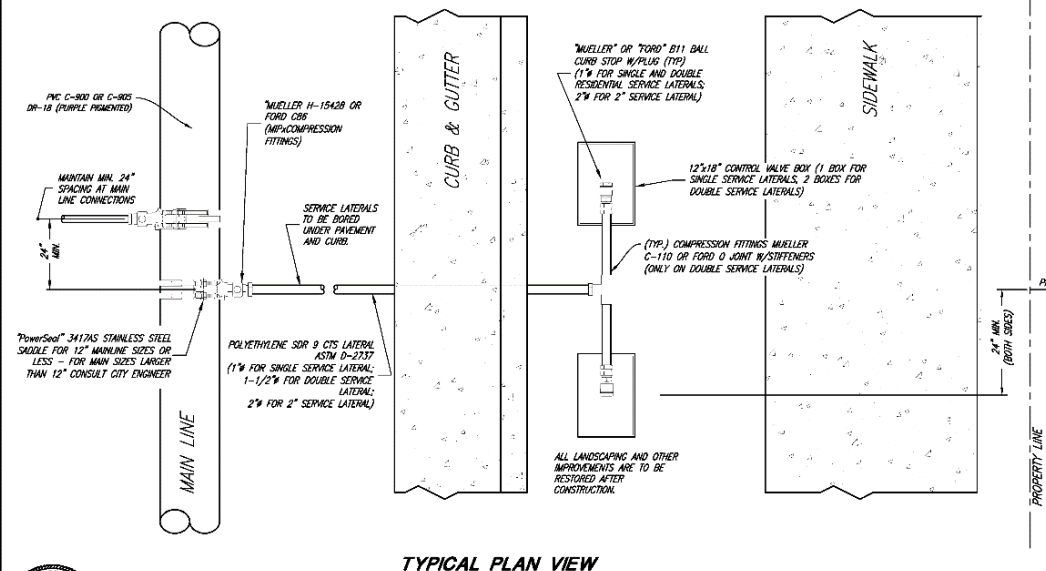 PVC C-900 OR C-905
DR-18 (PURPLE PIGMENTED)
MAINTAIN MIN. 24"
SPACING AT MAIN
LINE CONNECTIONS
24"
MIN.
"PowerSeal" 3417AS STAINLESS STEEL
SADDLE FOR 12" MAINLINE SIZES OR
LESS - FOR MAIN SIZES LARGER
THAN 12" CONSULT CITY ENGINEER
MAIN LINE
"MUELLER H-15428 OR
FORD C86
(MIPxCOMPRESSION
FITTINGS)
SERVICE LATERALS
TO BE BORED
UNDER PAVEMENT
AND CURB.
POLYETHYLENE SDR 9 CTS LATERAL
ASTM D-2737
(1"ø FOR SINGLE SERVICE LATERAL;
1-1/2"ø FOR DOUBLE SERVICE
LATERAL;
2"ø FOR 2" SERVICE LATERAL)
CURB & GUTTER
"MUELLER" OR "FORD" B11 BALL
CURB STOP W/PLUG (TYP)
(1"ø FOR SINGLE AND DOUBLE
RESIDENTIAL SERVICE LATERALS;
2"ø FOR 2" SERVICE LATERAL)
12"x18" CONTROL VALVE BOX (1 BOX FOR
SINGLE SERVICE LATERALS, 2 BOXES FOR
DOUBLE SERVICE LATERALS)
(TYP.) COMPRESSION FITTINGS MUELLER
C-110 OR FORD Q JOINT W/STIFFENERS
(ONLY ON DOUBLE SERVICE LATERALS)
ALL LANDSCAPING AND OTHER
IMPROVEMENTS ARE TO BE
RESTORED AFTER
CONSTRUCTION.
SIDEWALK
24" MIN.
(BOTH SIDES)
PROPERTY LINE
TYPICAL PLAN VIEW